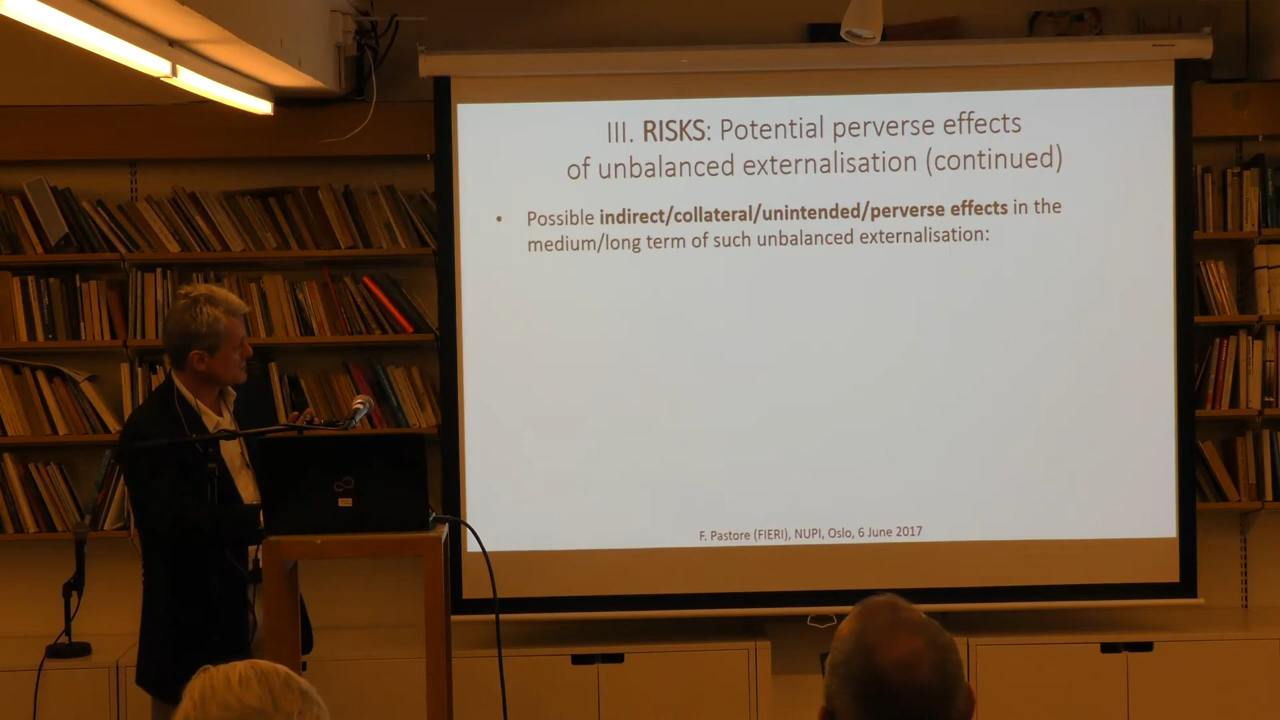 III. RISKS: Potential perverse effects
of unbalanced externalisation (continued)
• Possible indirect/collateral/unintended/perverse effects in the
medium/long term of such unbalanced externalisation:
F. Pastore (FIERI), NUPI, Oslo, 6 June 2017